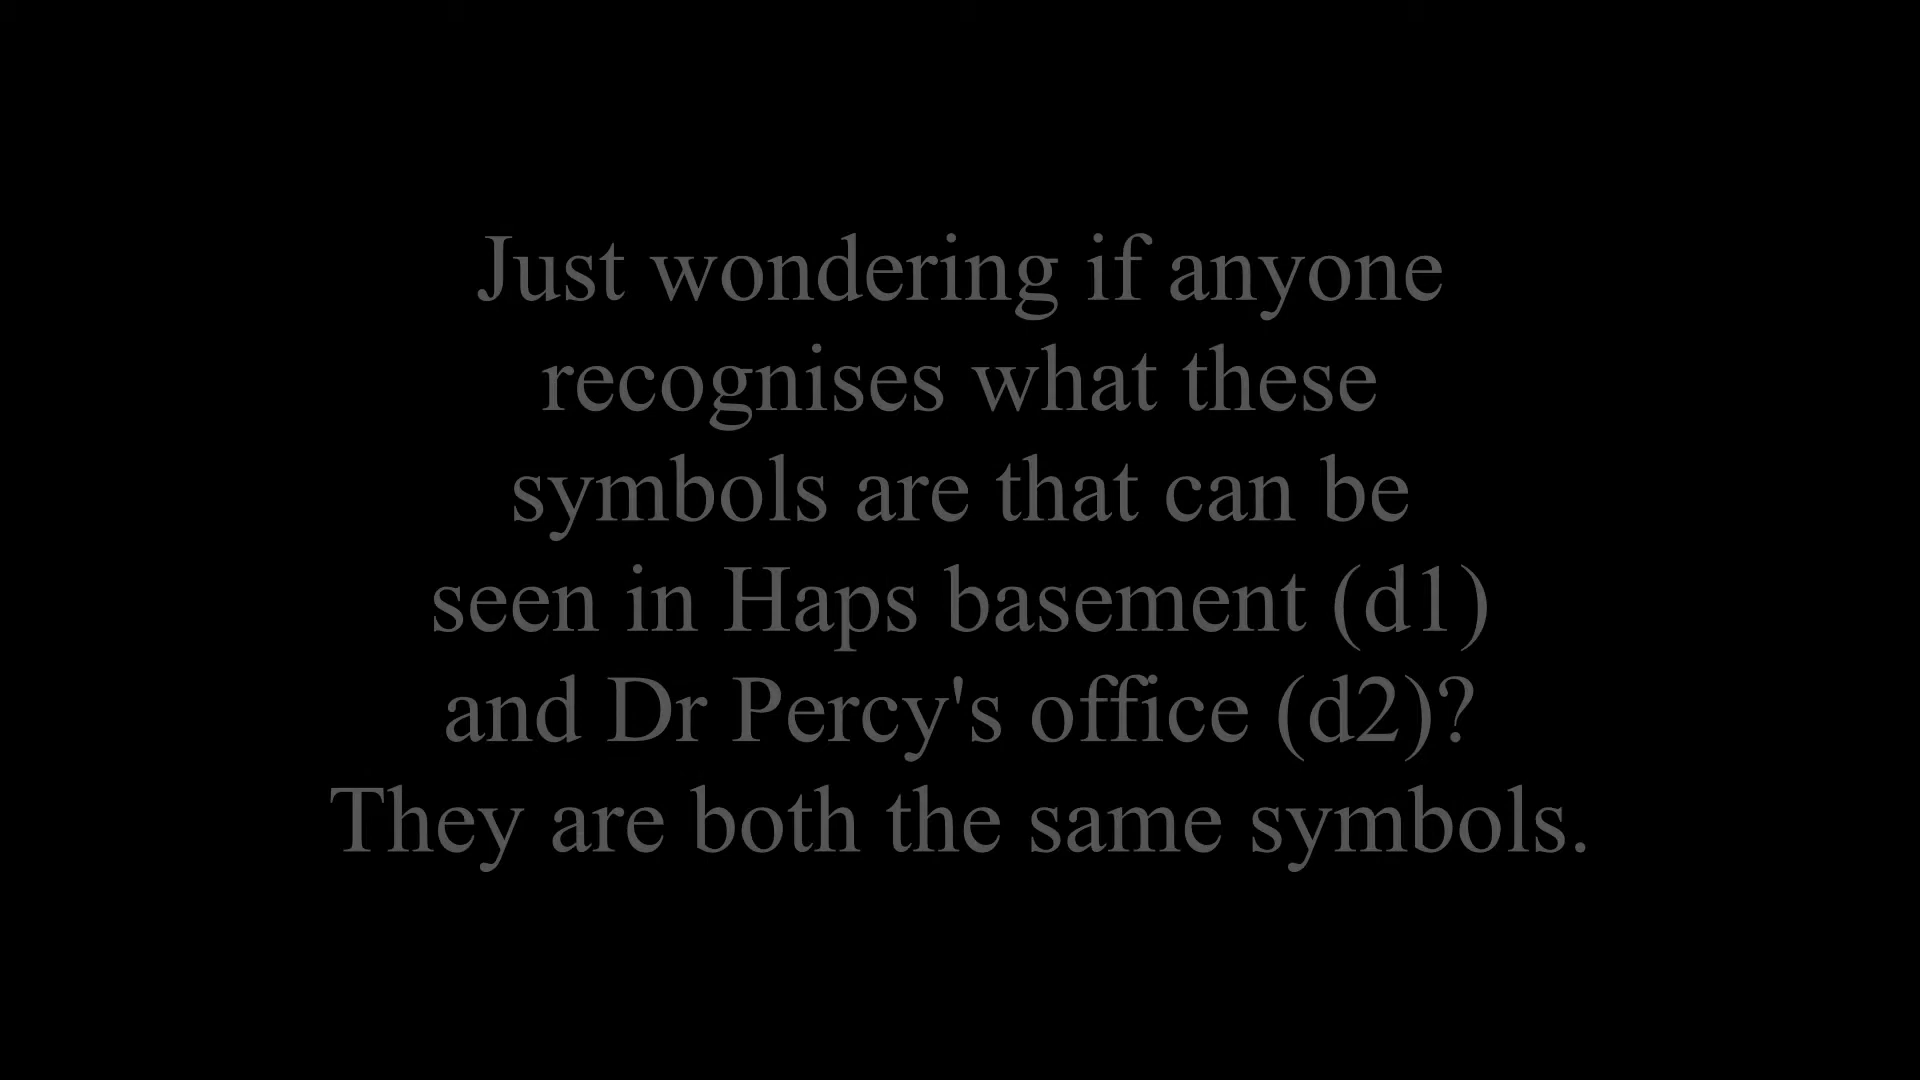 Just wondering if anyone
recognises what these
symbols are that can be
seen in Haps basement (d1)
and Dr Percy's office (d2)?
They are both the same symbols.